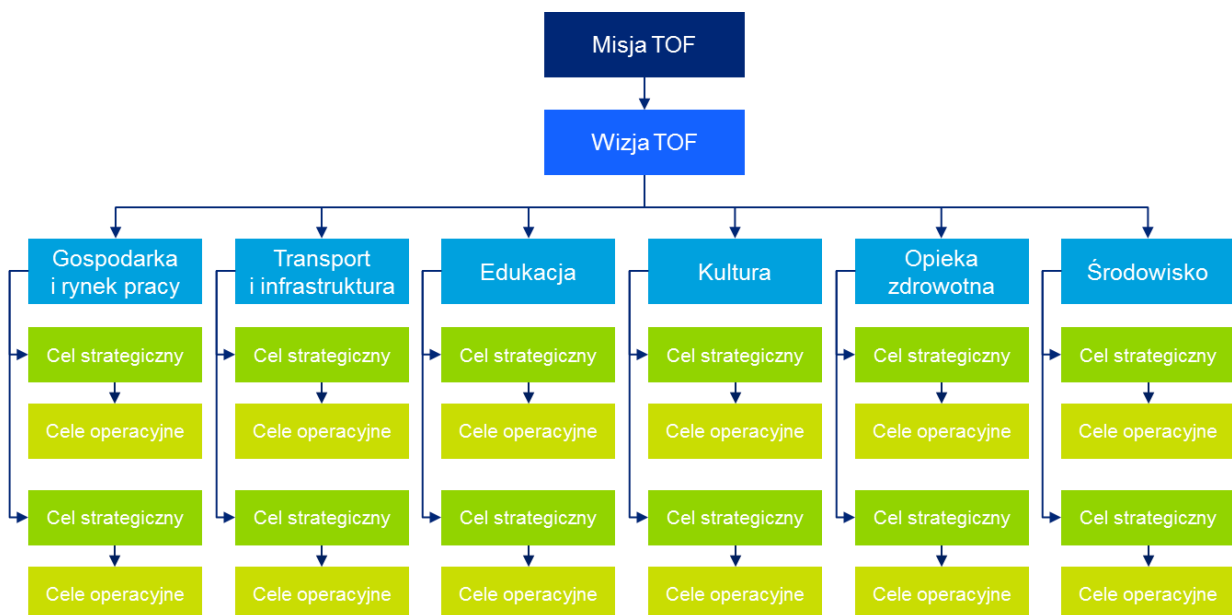 Misja TOF
Wizja TOF
Gospodarka
i rynek pracy
Transport
i infrastruktura
Edukacja
Kultura
Opieka
zdrowotna
Środowisko
Cel strategiczny
Cel strategiczny
Cel strategiczny
Cel strategiczny
Cel strategiczny
Cel strategiczny
Cele operacyjne
Cele operacyjne
Cele operacyjne
Cele operacyjne
Cele operacyjne
Cele operacyjne
Cel strategiczny
Cel strategiczny
Cel strategiczny
Cel strategiczny
Cel strategiczny
Cel strategiczny
Cele operacyjne
Cele operacyjne
Cele operacyjne
Cele operacyjne
Cele operacyjne
Cele operacyjne